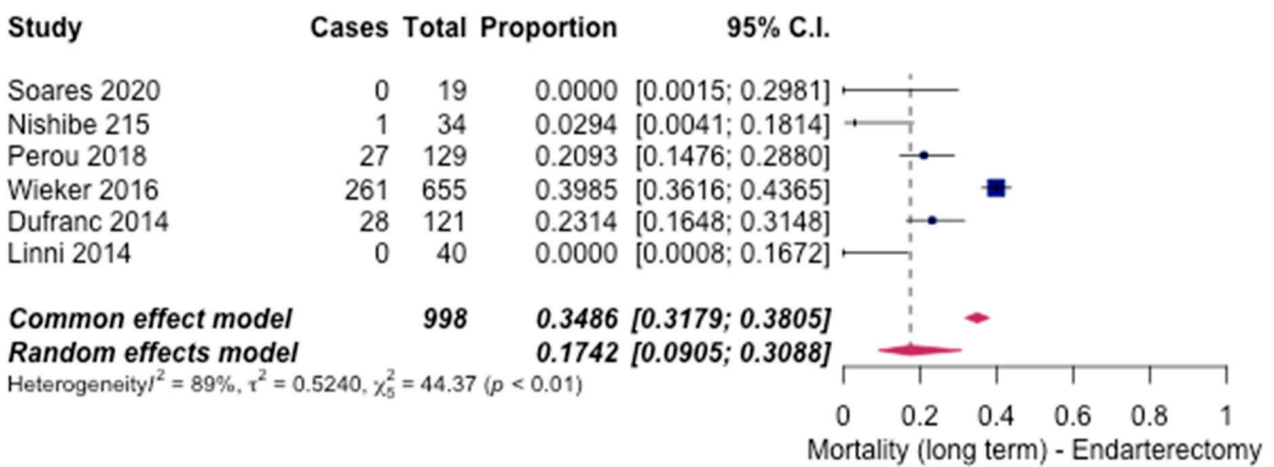 Study Cases Total Proportion 95% C.I.
Soares 2020 0 19 0.0000 [0.0015; 0.2981]
Nishibe 215 1 34 0.0294 [0.0041; 0.1814]
Perou 2018 27 129 0.2093 [0.1476; 0.2880]
Wieker 2016 261 655 0.3985 [0.3616; 0.4365]
Dufranc 2014 28 121 0.2314 [0.1648; 0.3148]
Linni 2014 0 40 0.0000 [0.0008; 0.1672]
Common effect model 998 0.3486 [0.3179; 0.3805]
Random effects model 0.1742 [0.0905; 0.3088]
HeterogeneityI² = 89%, τ² = 0.5240, χ²₅ = 44.37 (p < 0.01)
0 0.2 0.4 0.6 0.8 1
Mortality (long term) - Endarterectomy